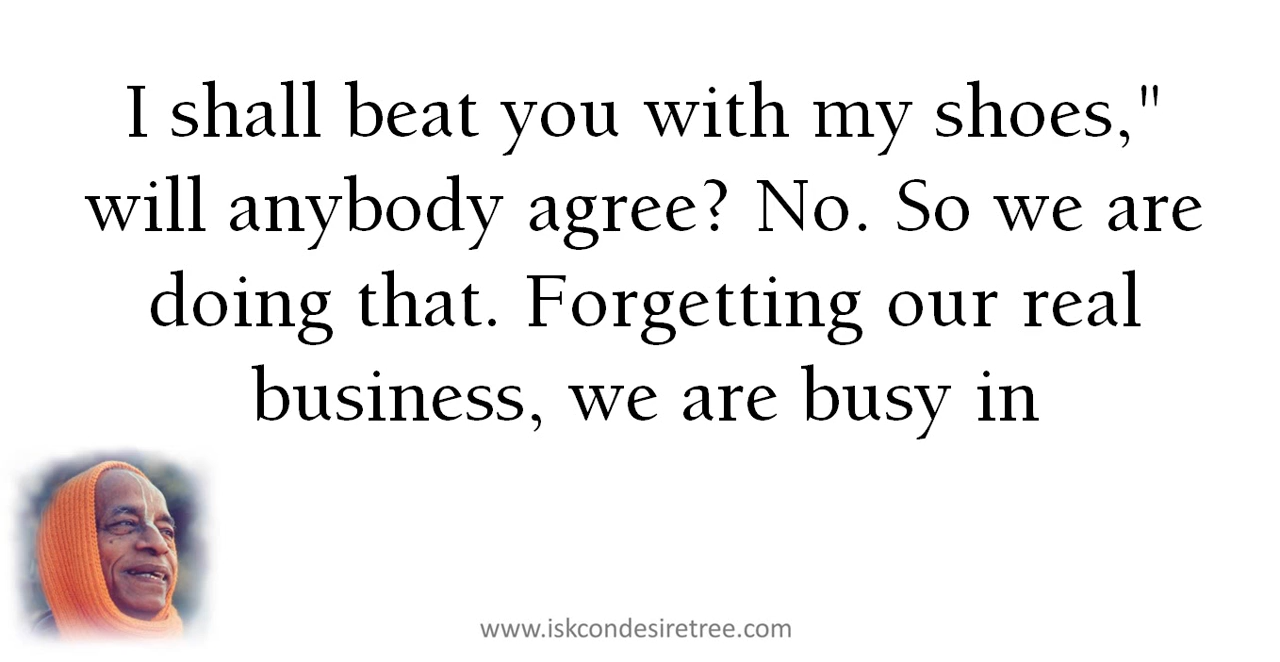 I shall beat you with my shoes,"
will anybody agree? No. So we are
doing that. Forgetting our real
business, we are busy in
www.iskcondesiretree.com